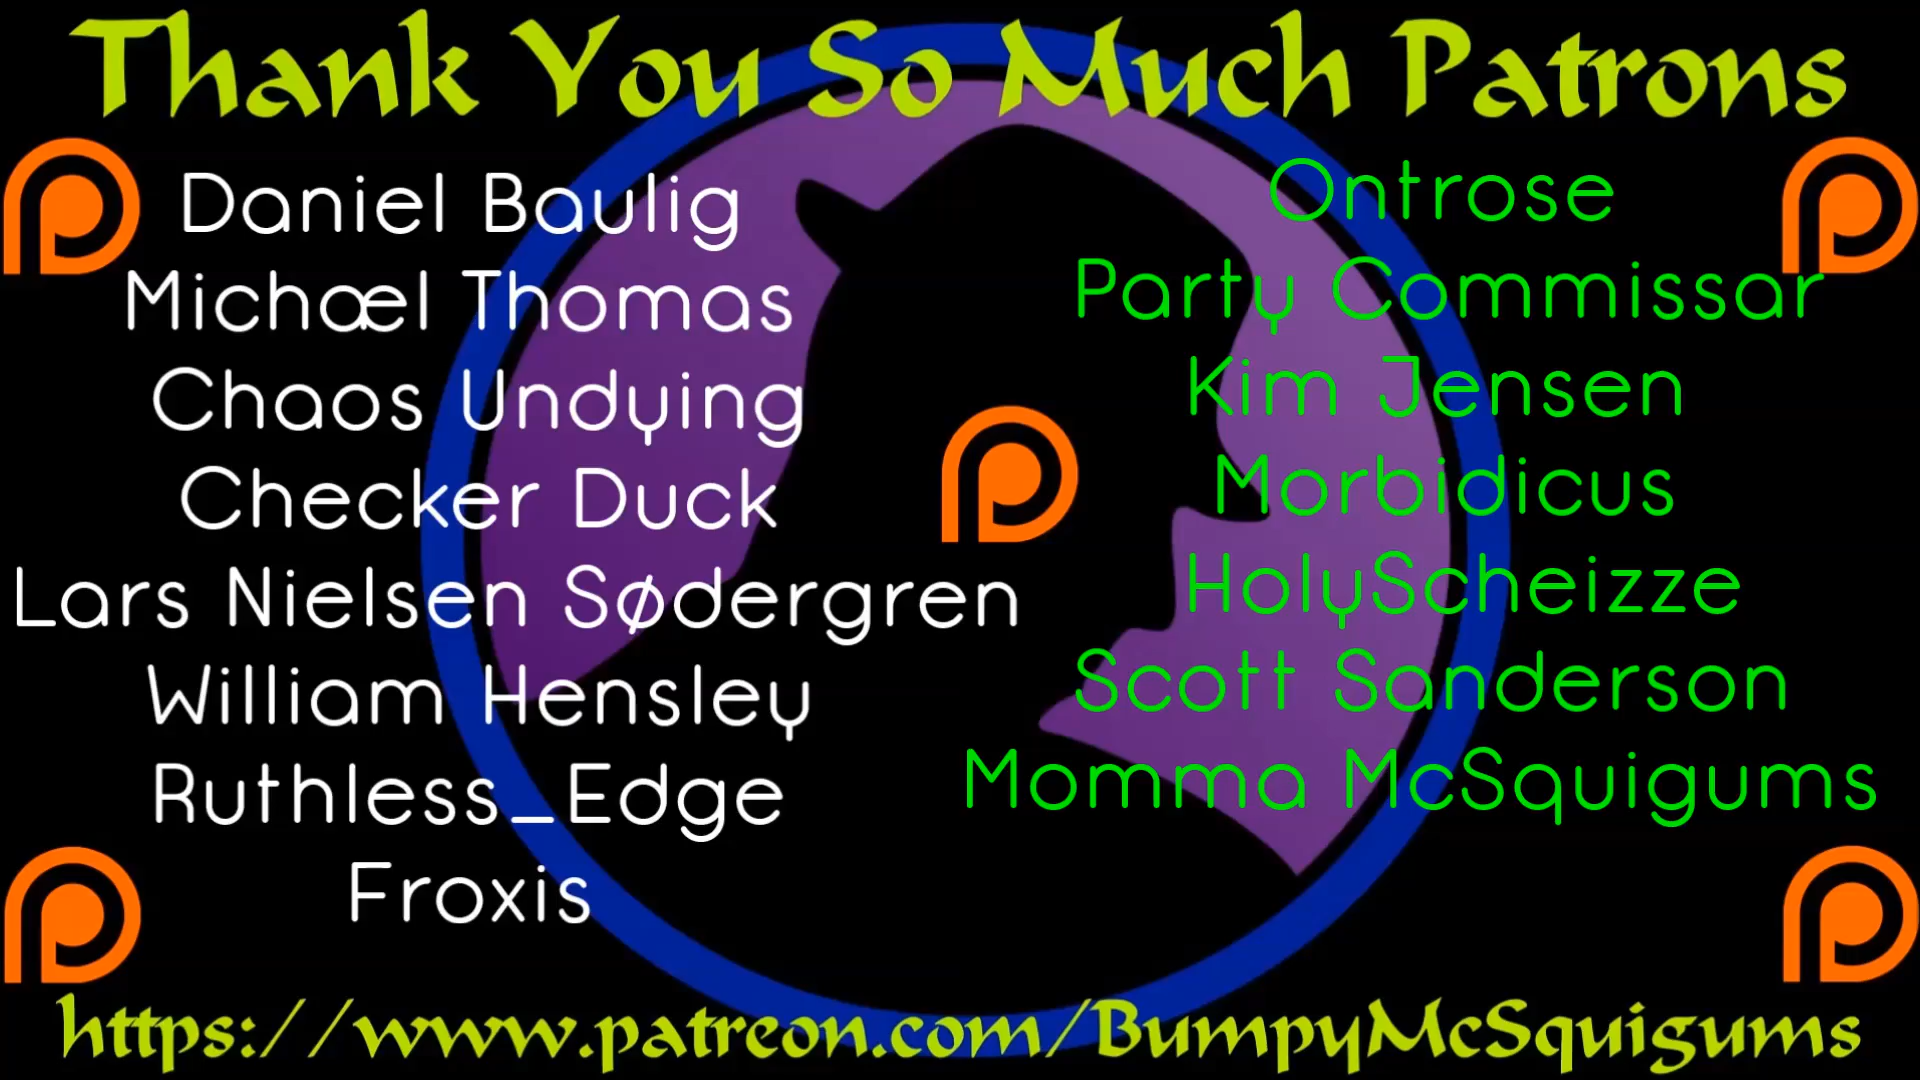 Thank You So Much Patrons
Daniel Baulig
Michæl Thomas
Chaos Undying
Checker Duck
Lars Nielsen Sødergren
William Hensley
Ruthless_Edge
Froxis
Ontrose
Party Commissar
Kim Jensen
Morbidicus
HolyScheizze
Scott Sanderson
Momma McSquigums
https://www.patreon.com/BumpyMcSquigums